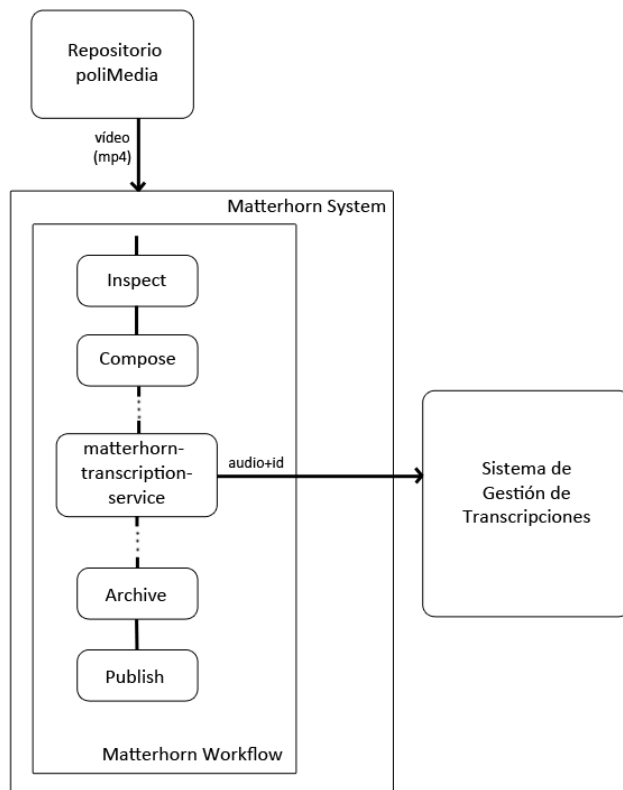 Repositorio
poliMedia
vídeo
(mp4)
Matterhorn System
Inspect
Compose
matterhorn-
transcription-
service
audio+id
Sistema de
Gestión de
Transcripciones
Archive
Publish
Matterhorn Workflow